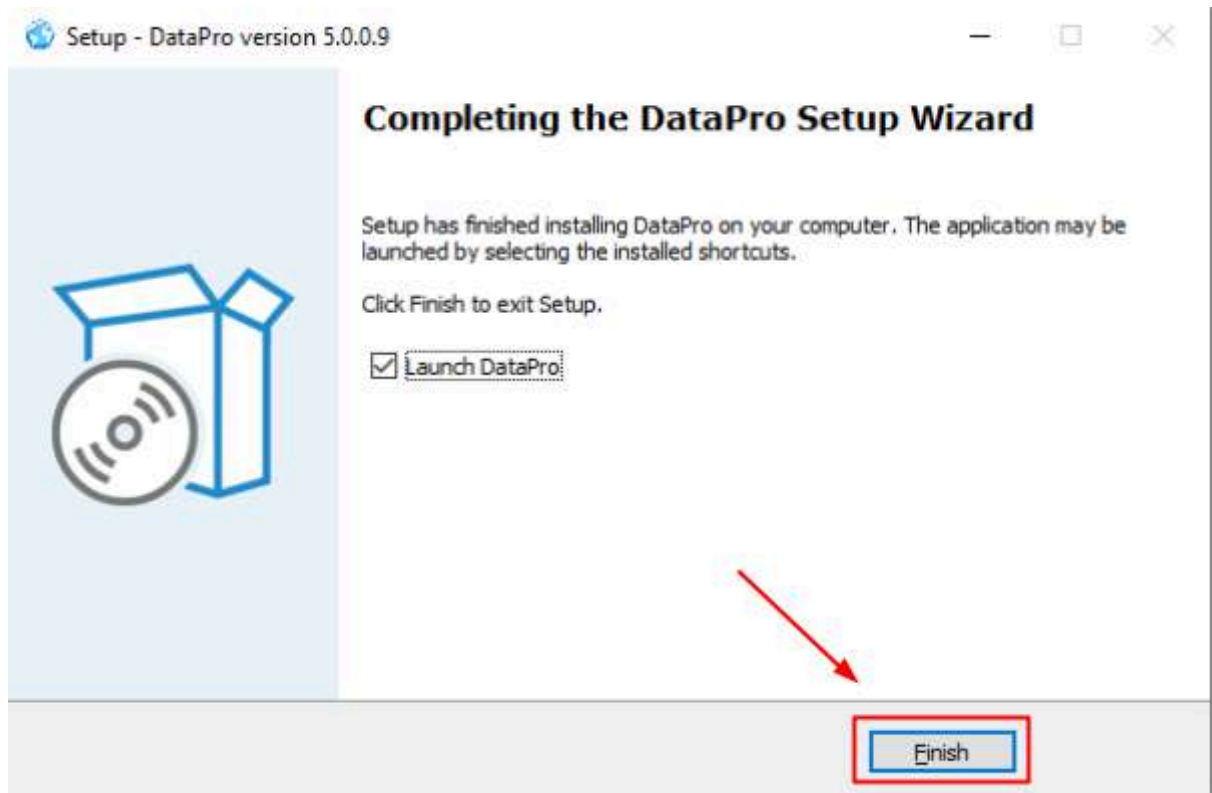 Setup - DataPro version 5.0.0.9
Completing the DataPro Setup Wizard
Setup has finished installing DataPro on your computer. The application may be
launched by selecting the installed shortcuts.
Click Finish to exit Setup.
Launch DataPro
Finish